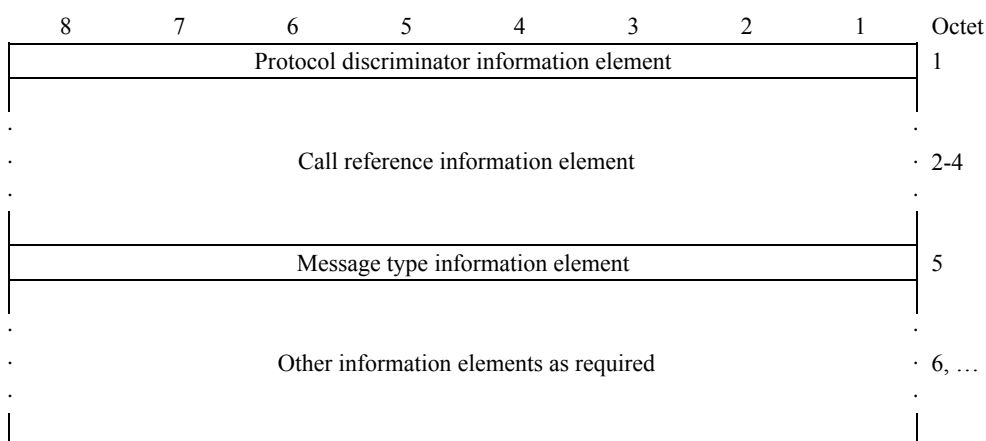 8 7 6 5 4 3 2 1 Octet
Protocol discriminator information element 1
Call reference information element 2-4
Message type information element 5
Other information elements as required 6, …